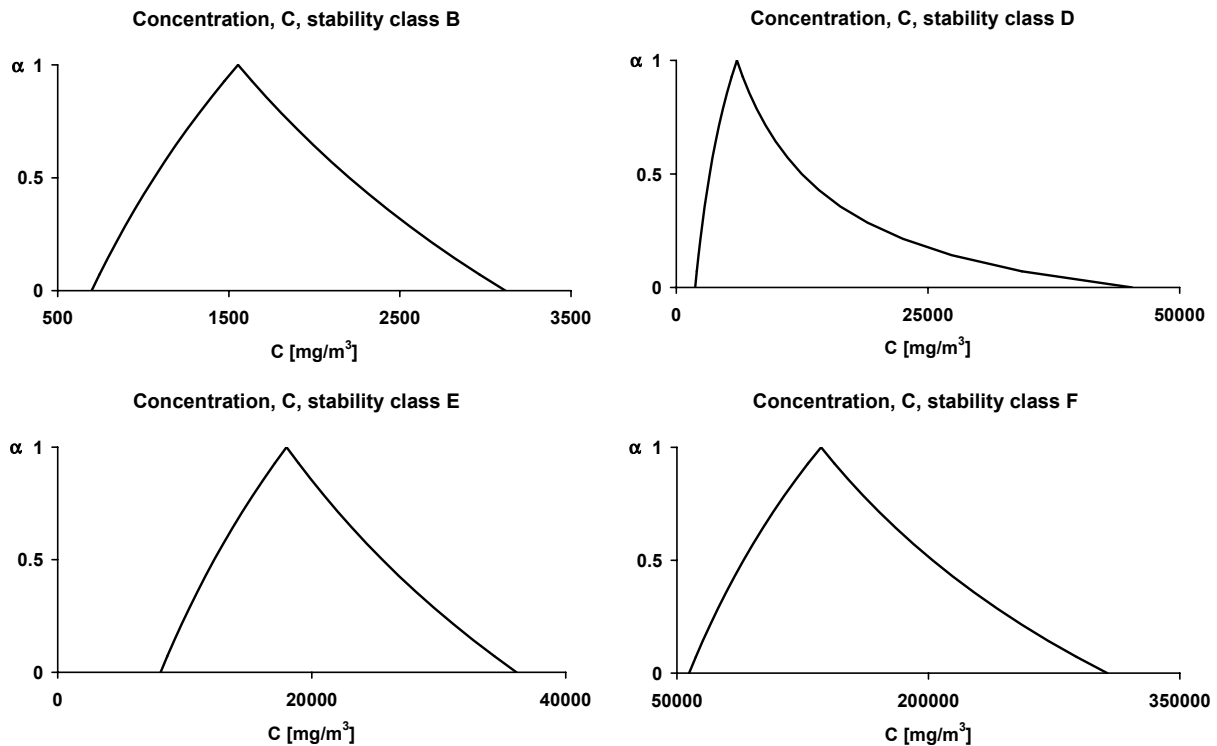 Concentration, C, stability class B
α 1
0.5
0
500 1500 2500 3500
C [mg/m³]
Concentration, C, stability class D
α 1
0.5
0
0 25000 50000
C [mg/m³]
Concentration, C, stability class E
α 1
0.5
0
0 20000 40000
C [mg/m³]
Concentration, C, stability class F
α 1
0.5
0
50000 200000 350000
C [mg/m³]